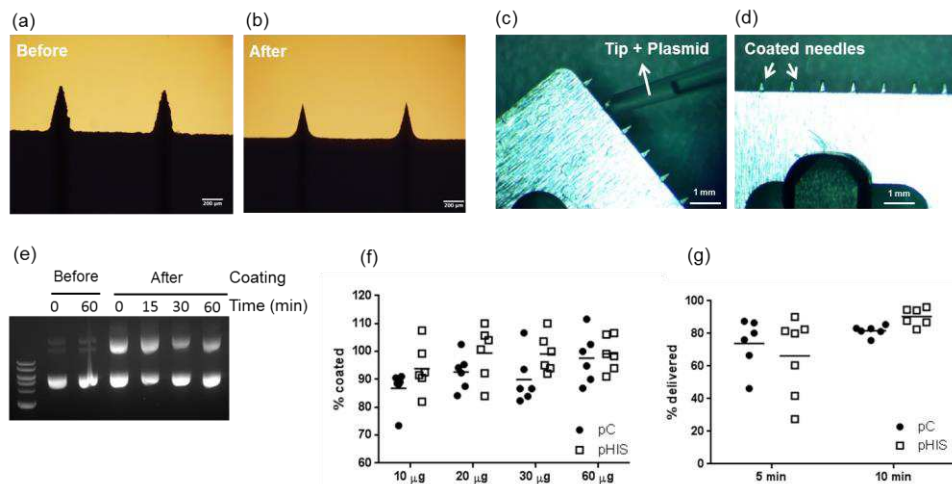 (a)
Before
200 µm
(b)
After
200 µm
(c)
Tip + Plasmid
1 mm
(d)
Coated needles
1 mm
(e)
Before After Coating
0 60 0 15 30 60 Time (min)
(f)
% coated
120
110
100
90
80
70
60
pC
pHIS
10 µg 20 µg 30 µg 60 µg
(g)
% delivered
100
80
60
40
20
0
pC
pHIS
5 min 10 min